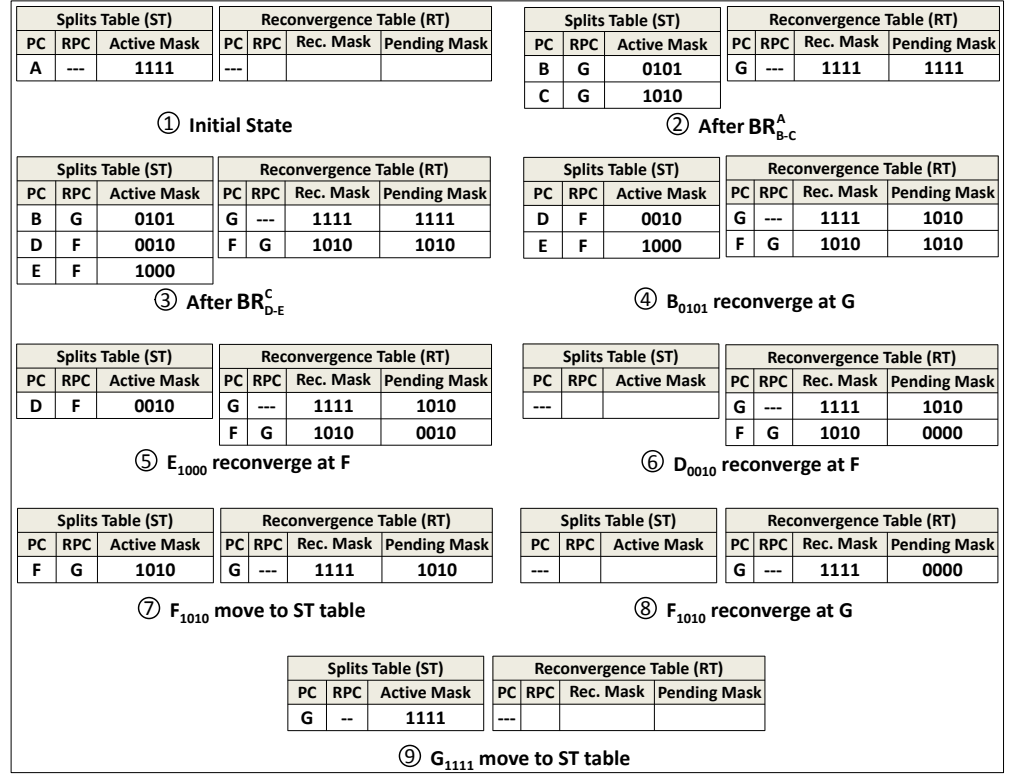 Splits Table (ST) Reconvergence Table (RT)
PC RPC Active Mask PC RPC Rec. Mask Pending Mask
A --- 1111 ---
① Initial State
Splits Table (ST) Reconvergence Table (RT)
PC RPC Active Mask PC RPC Rec. Mask Pending Mask
B G 0101 G --- 1111 1111
C G 1010
② After BR^A_B-C
Splits Table (ST) Reconvergence Table (RT)
PC RPC Active Mask PC RPC Rec. Mask Pending Mask
B G 0101 G --- 1111 1111
D F 0010 F G 1010 1010
E F 1000
③ After BR^C_D-E
Splits Table (ST) Reconvergence Table (RT)
PC RPC Active Mask PC RPC Rec. Mask Pending Mask
D F 0010 G --- 1111 1010
E F 1000 F G 1010 1010
④ B_0101 reconverge at G
Splits Table (ST) Reconvergence Table (RT)
PC RPC Active Mask PC RPC Rec. Mask Pending Mask
D F 0010 G --- 1111 1010
F G 1010 0010
⑤ E_1000 reconverge at F
Splits Table (ST) Reconvergence Table (RT)
PC RPC Active Mask PC RPC Rec. Mask Pending Mask
--- G --- 1111 1010
F G 1010 0000
⑥ D_0010 reconverge at F
Splits Table (ST) Reconvergence Table (RT)
PC RPC Active Mask PC RPC Rec. Mask Pending Mask
F G 1010 G --- 1111 1010
⑦ F_1010 move to ST table
Splits Table (ST) Reconvergence Table (RT)
PC RPC Active Mask PC RPC Rec. Mask Pending Mask
--- G --- 1111 0000
⑧ F_1010 reconverge at G
Splits Table (ST) Reconvergence Table (RT)
PC RPC Active Mask PC RPC Rec. Mask Pending Mask
G -- 1111 ---
⑨ G_1111 move to ST table